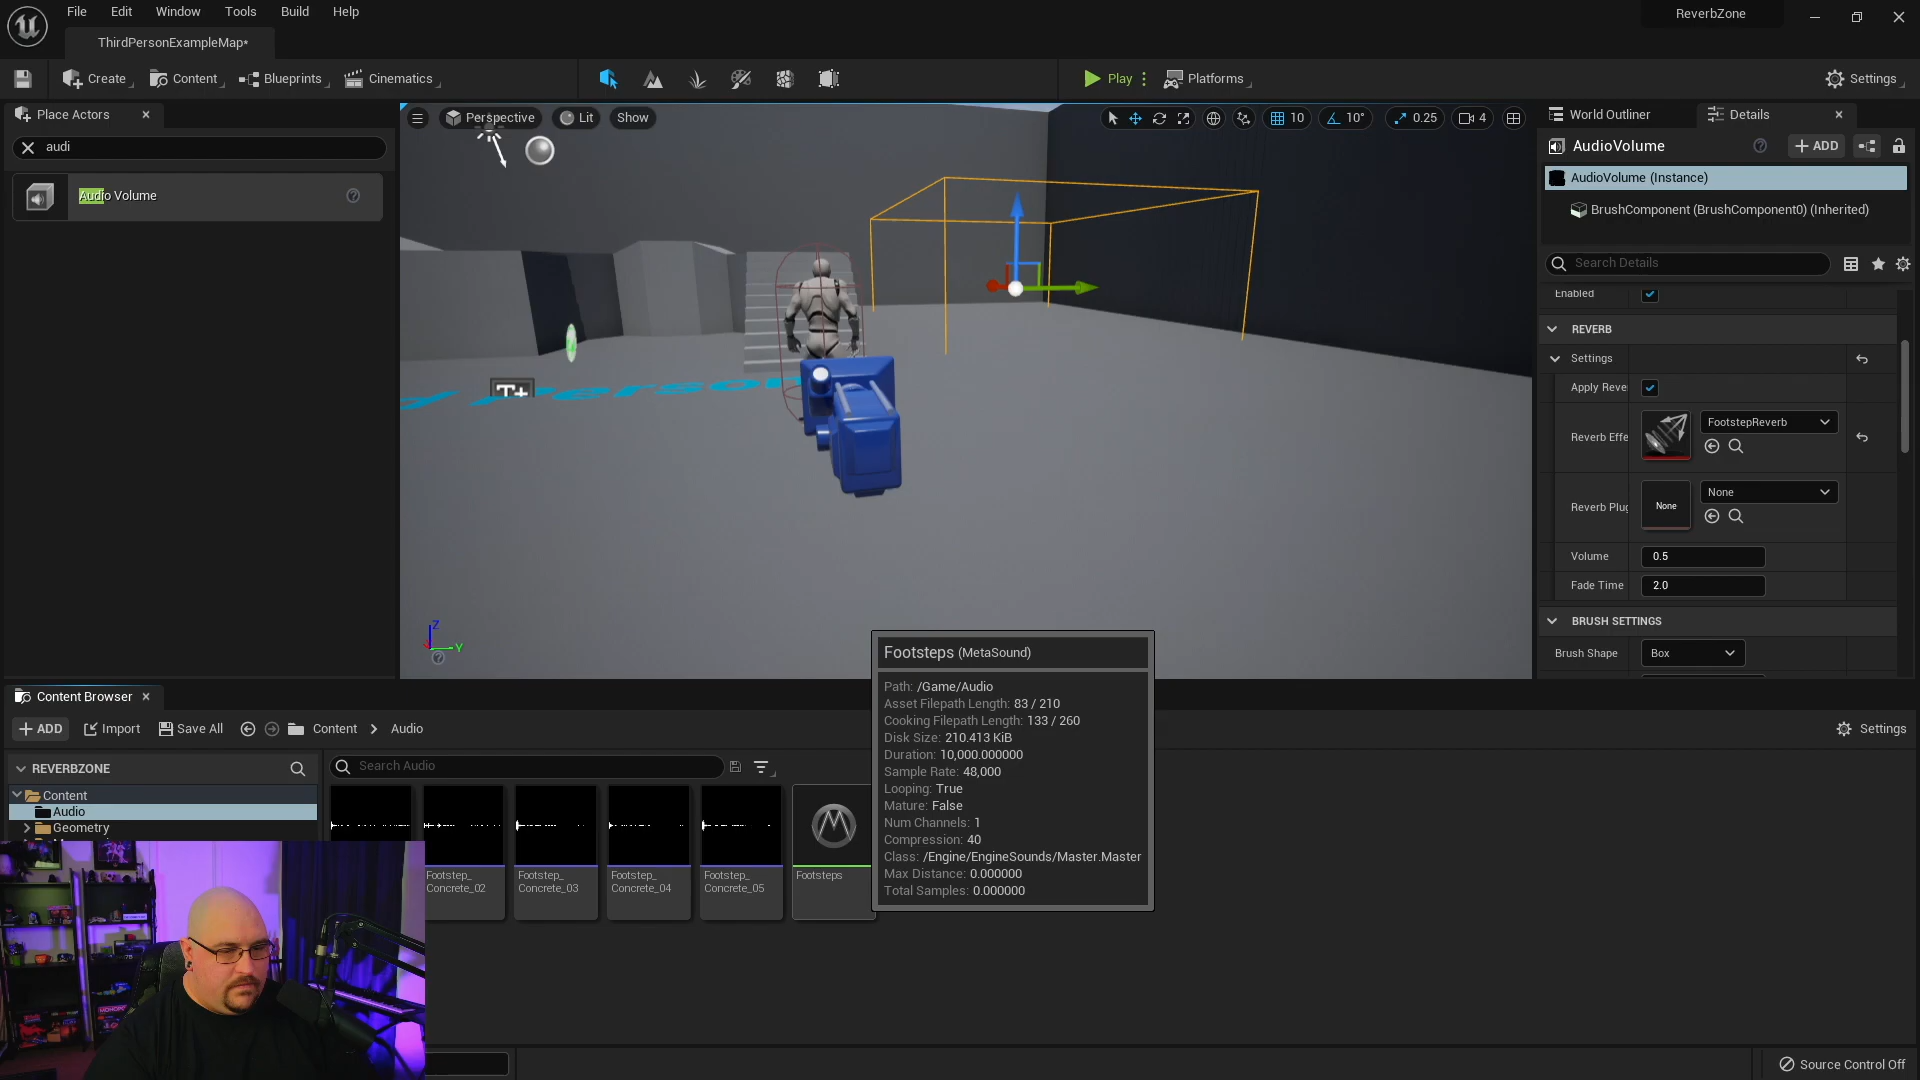 File Edit Window Tools Build Help
ReverbZone
ThirdPersonExampleMap*
Create Content Blueprints Cinematics Play Platforms Settings
Place Actors
audi
Audio Volume
Perspective Lit Show
10 10° 0.25 4
World Outliner Details
AudioVolume ADD
AudioVolume (Instance)
BrushComponent (BrushComponent0) (Inherited)
Search Details
Enabled
REVERB
Settings
Apply Reve
Reverb Effe FootstepReverb
Reverb Plug None None
Volume 0.5
Fade Time 2.0
BRUSH SETTINGS
Brush Shape Box
T+
Z
Y
Footsteps (MetaSound)
Path: /Game/Audio
Asset Filepath Length: 83 / 210
Cooking Filepath Length: 133 / 260
Disk Size: 210.413 KiB
Duration: 10,000.000000
Sample Rate: 48,000
Looping: True
Mature: False
Num Channels: 1
Compression: 40
Class: /Engine/EngineSounds/Master.Master
Max Distance: 0.000000
Total Samples: 0.000000
Content Browser
ADD Import Save All Content Audio Settings
REVERBZONE
Search Audio
Content
Audio
Geometry
Footstep_
Concrete_02
Footstep_
Concrete_03
Footstep_
Concrete_04
Footstep_
Concrete_05
Footsteps
Source Control Off